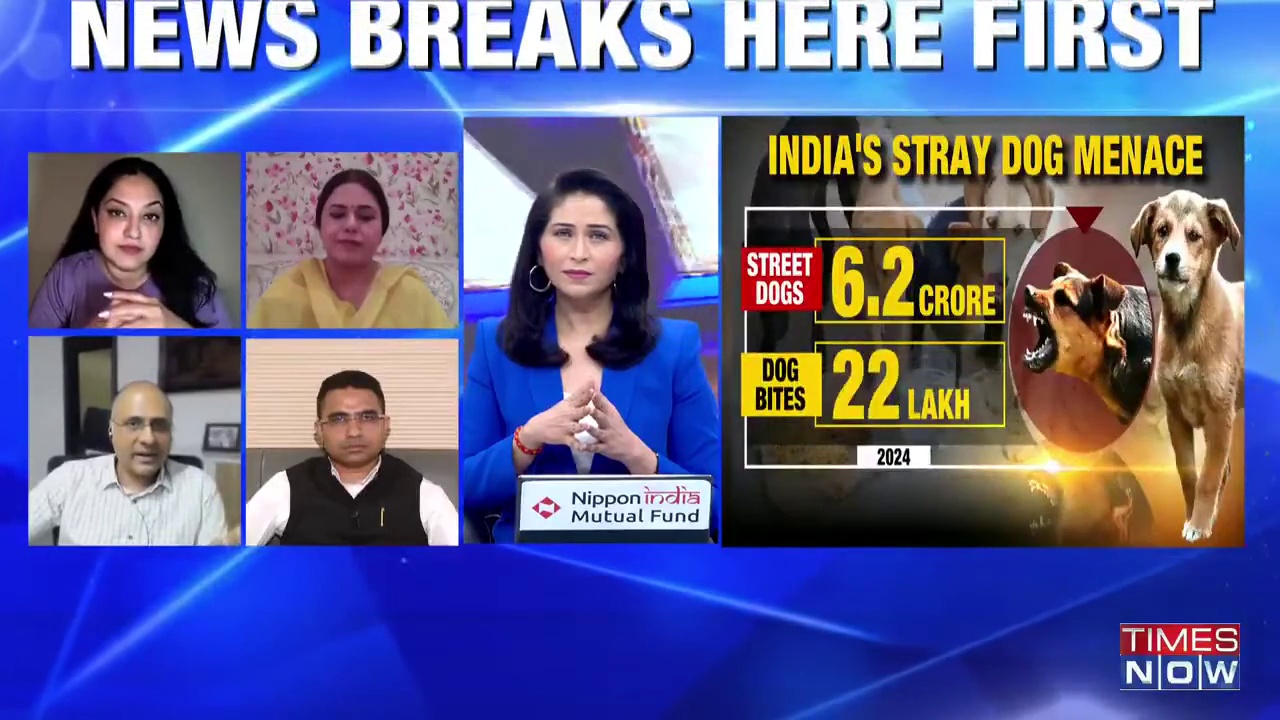 NEWS BREAKS HERE FIRST
INDIA'S STRAY DOG MENACE
STREET
DOGS
6.2 CRORE
DOG
BITES
22 LAKH
2024
Nippon india
Mutual Fund
TIMES
NOW